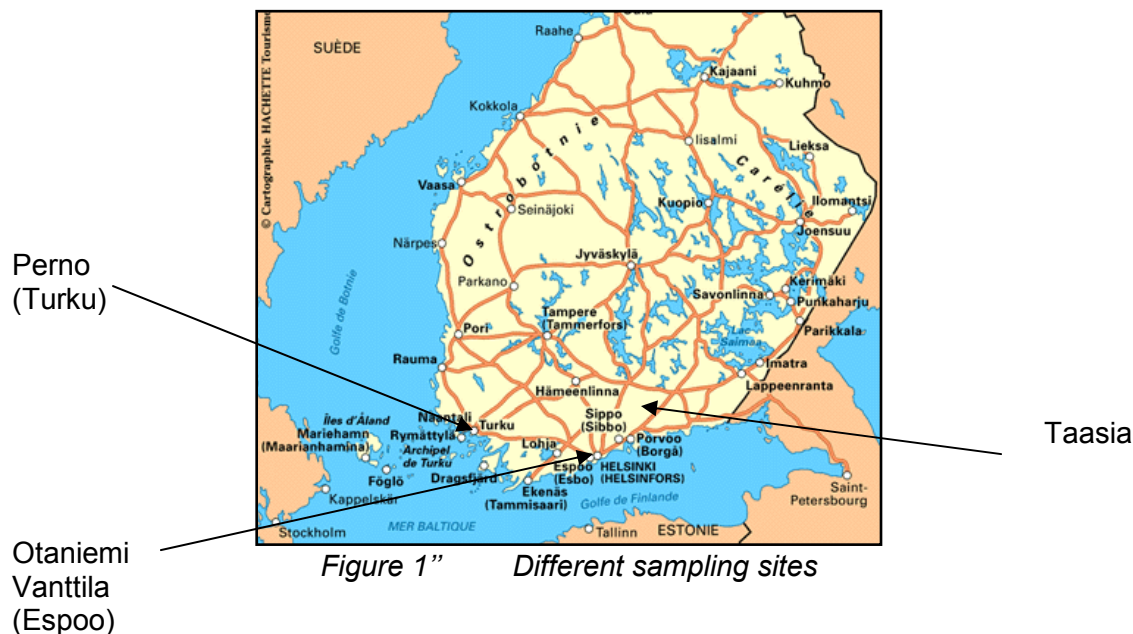 © Cartographie HACHETTE Tourisme
SUÈDE
Raahe
Kajaani
Kuhmo
Kokkola
Iisalmi
Lieksa
Ostrobotnie
Carélie
Vaasa
Kuopio
Ilomantsi
Seinäjoki
Joensuu
Närpes
Jyväskylä
Perno
(Turku)
Parkano
Kerimäki
Savonlinna
Punkaharju
Golfe de Botnie
Tampere
(Tammerfors)
Pori
Lac
Saimaa
Parikkala
Rauma
Imatra
Hämeenlinna
Lappeenranta
Naantali
Îles d'Åland
Turku
Sippo
(Sibbo)
Mariehamn
(Maarianhamina)
Rymättylä
Archipel
de Turku
Lohja
Porvoo
(Borgå)
Taasia
Espoo
(Esbo)
HELSINKI
(HELSINFORS)
Föglö
Dragsfjärd
Ekenäs
(Tammisaari)
Golfe de Finlande
Saint-
Petersbourg
Kappelskär
MER BALTIQUE
Stockholm
Tallinn
ESTONIE
Otaniemi
Vanttila
(Espoo)
Figure 1’’ Different sampling sites